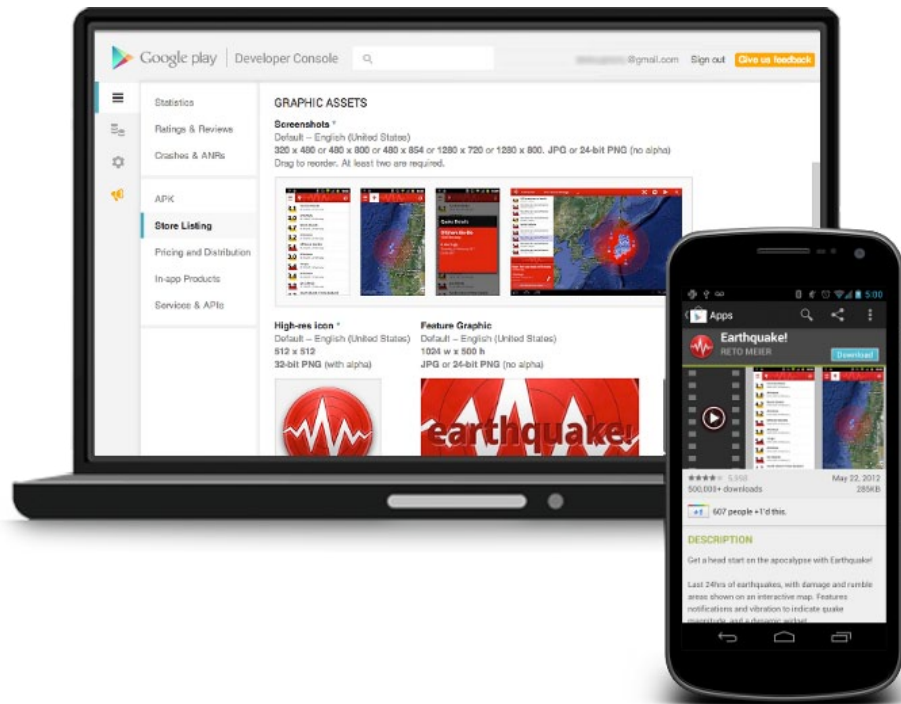 Google play | Developer Console
@gmail.com Sign out Give us feedback
Statistics
Ratings & Reviews
Crashes & ANRs
APK
Store Listing
Pricing and Distribution
In-app Products
Services & APIs
GRAPHIC ASSETS
Screenshots *
Default – English (United States)
320 x 480 or 480 x 800 or 480 x 854 or 1280 x 720 or 1280 x 800. JPG or 24-bit PNG (no alpha)
Drag to reorder. At least two are required.
High-res icon *
Default – English (United States)
512 x 512
32-bit PNG (with alpha)
Feature Graphic
Default – English (United States)
1024 w x 500 h
JPG or 24-bit PNG (no alpha)
earthquake!
5:00
Apps
Earthquake!
RETO MEIER
Download
May 22, 2012
500,000+ downloads 285KB
+1 607 people +1'd this.
DESCRIPTION
Get a head start on the apocalypse with Earthquake!
Last 24hrs of earthquakes, with damage and rumble
areas shown on an interactive map. Features
notifications and vibration to indicate quake
magnitude, and a dynamic widget